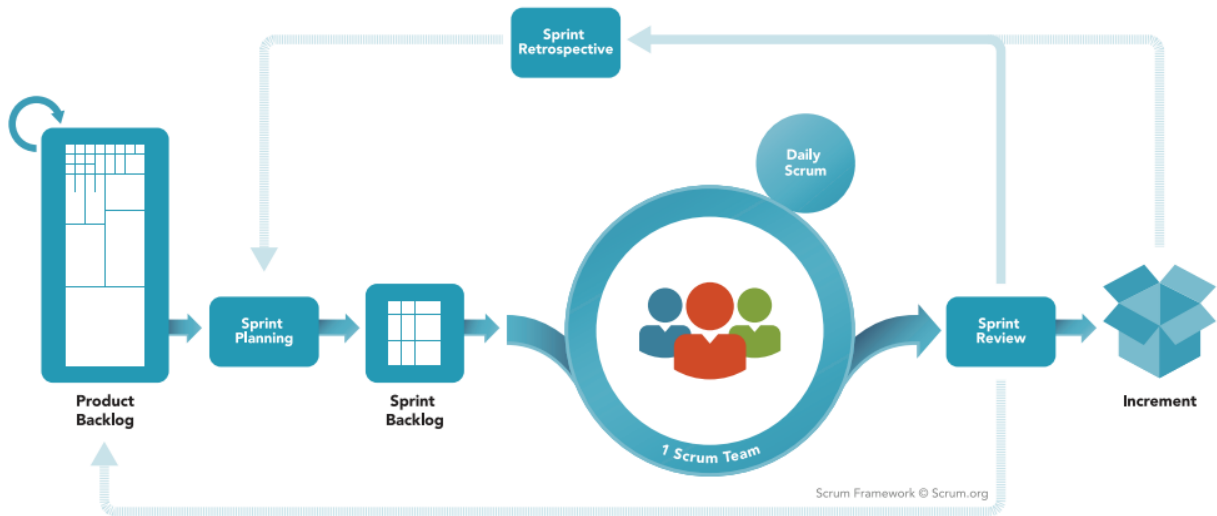 Sprint
Retrospective
Daily
Scrum
Sprint
Planning
Sprint
Review
Product
Backlog
Sprint
Backlog
Increment
1 Scrum Team
Scrum Framework © Scrum.org